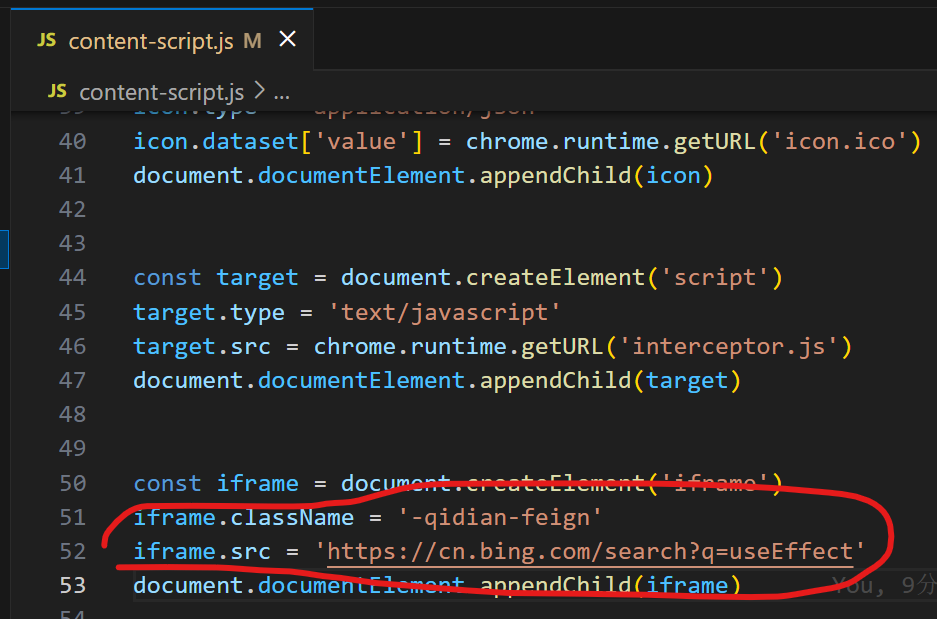 JS content-script.js M ×
JS content-script.js > ...
40 icon.dataset['value'] = chrome.runtime.getURL('icon.ico')
41 document.documentElement.appendChild(icon)
42
43
44 const target = document.createElement('script')
45 target.type = 'text/javascript'
46 target.src = chrome.runtime.getURL('interceptor.js')
47 document.documentElement.appendChild(target)
48
49
50 const iframe = document.createElement('iframe')
51 iframe.className = '-qidian-feign'
52 iframe.src = 'https://cn.bing.com/search?q=useEffect'
53 document.documentElement.appendChild(iframe) You, 9分
54